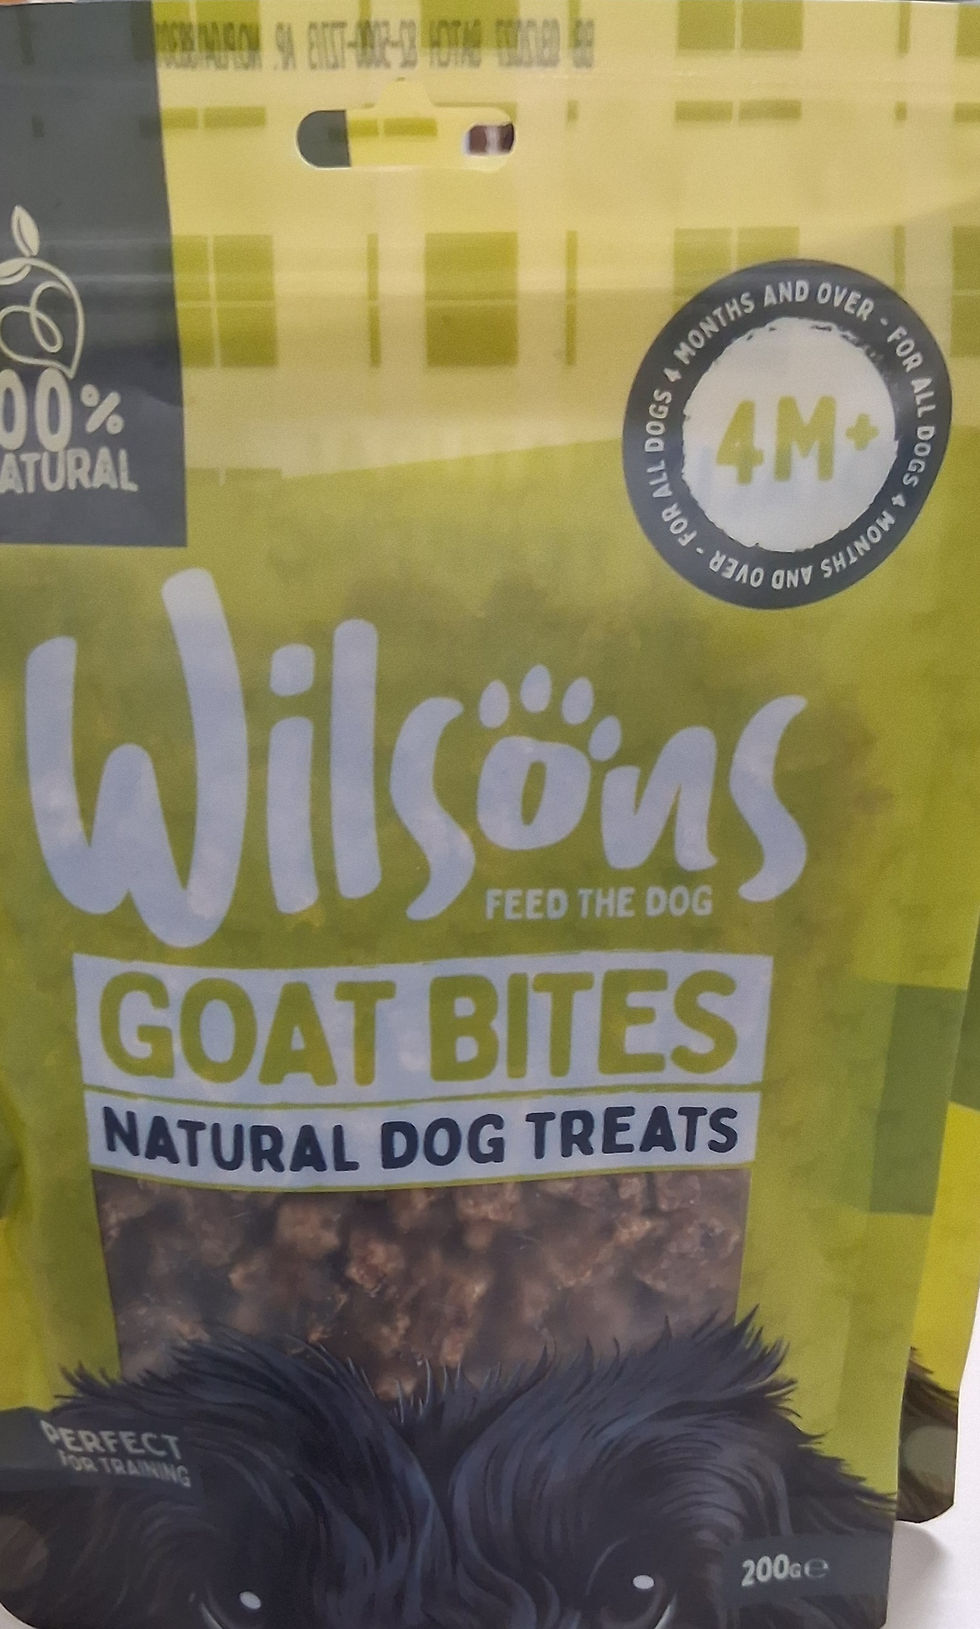 00%
ATURAL
FOR ALL DOGS 4 MONTHS AND OVER - FOR ALL DOGS 4 MONTHS AND OVER -
4M+
Wilsons
FEED THE DOG
GOAT BITES
NATURAL DOG TREATS
PERFECT
FOR TRAINING
200G e